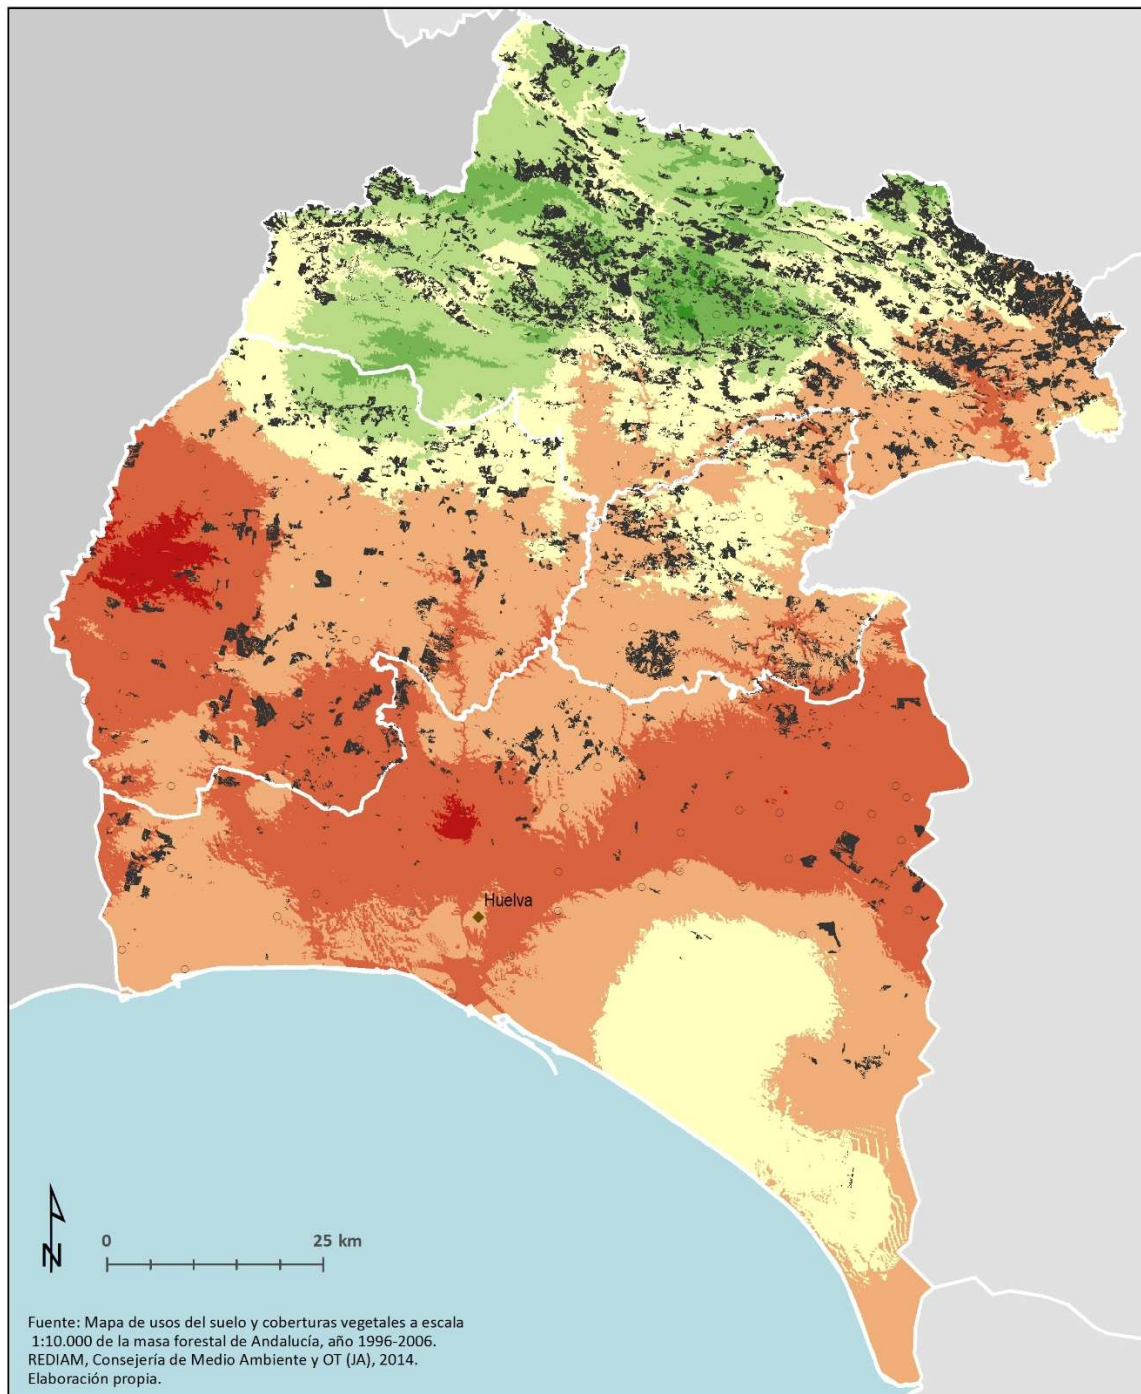 Huelva
N
0 25 km
Fuente: Mapa de usos del suelo y coberturas vegetales a escala
1:10.000 de la masa forestal de Andalucía, año 1996-2006.
REDIAM, Consejería de Medio Ambiente y OT (JA), 2014.
Elaboración propia.